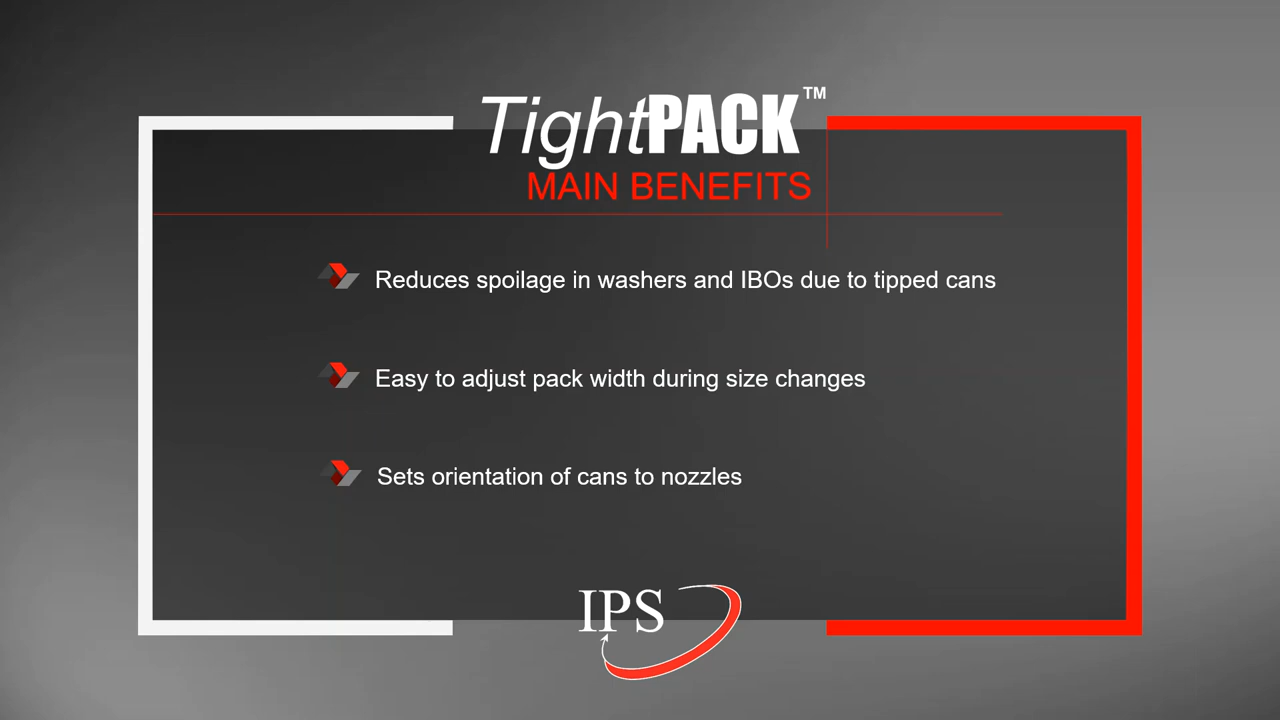 TightPACK™
MAIN BENEFITS
Reduces spoilage in washers and IBOs due to tipped cans
Easy to adjust pack width during size changes
Sets orientation of cans to nozzles
IPS